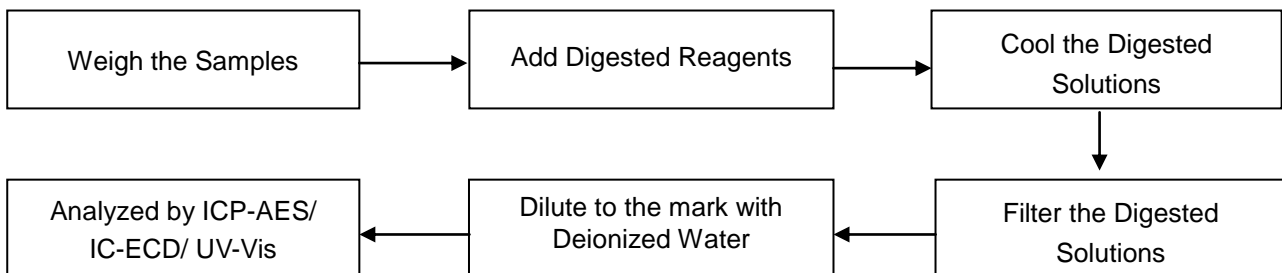 Weigh the Samples
Add Digested Reagents
Cool the Digested
Solutions
Filter the Digested
Solutions
Dilute to the mark with
Deionized Water
Analyzed by ICP-AES/
IC-ECD/ UV-Vis